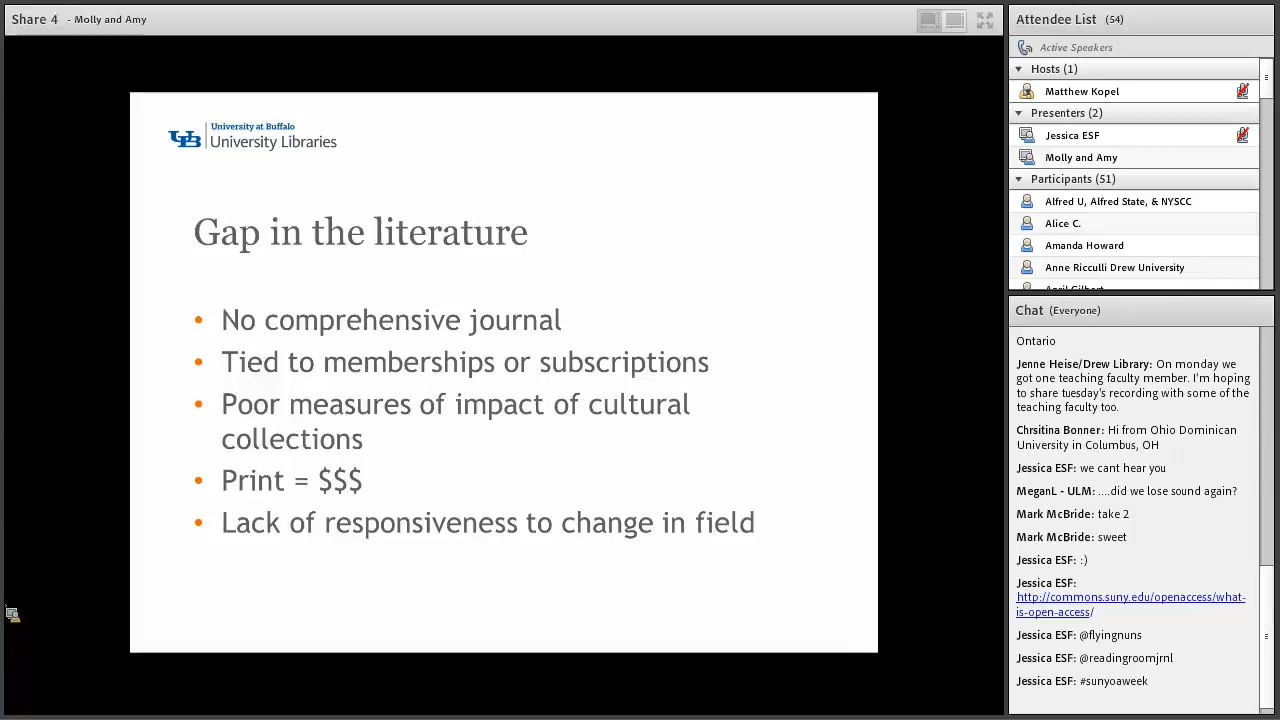 Share 4 - Molly and Amy
University at Buffalo
UB University Libraries
Gap in the literature
• No comprehensive journal
• Tied to memberships or subscriptions
• Poor measures of impact of cultural
collections
• Print = $$$
• Lack of responsiveness to change in field
Attendee List (54)
Active Speakers
Hosts (1)
Matthew Kopel
Presenters (2)
Jessica ESF
Molly and Amy
Participants (51)
Alfred U, Alfred State, & NYSCC
Alice C.
Amanda Howard
Anne Ricculli Drew University
April Gilbert
Chat (Everyone)
Ontario
Jenne Heise/Drew Library: On monday we
got one teaching faculty member. I'm hoping
to share tuesday's recording with some of the
teaching faculty too.
Chrsitina Bonner: Hi from Ohio Dominican
University in Columbus, OH
Jessica ESF: we cant hear you
MeganL - ULM: ....did we lose sound again?
Mark McBride: take 2
Mark McBride: sweet
Jessica ESF: :)
Jessica ESF:
http://commons.suny.edu/openaccess/what-
is-open-access/
Jessica ESF: @flyingnuns
Jessica ESF: @readingroomjrnl
Jessica ESF: #sunyoaweek